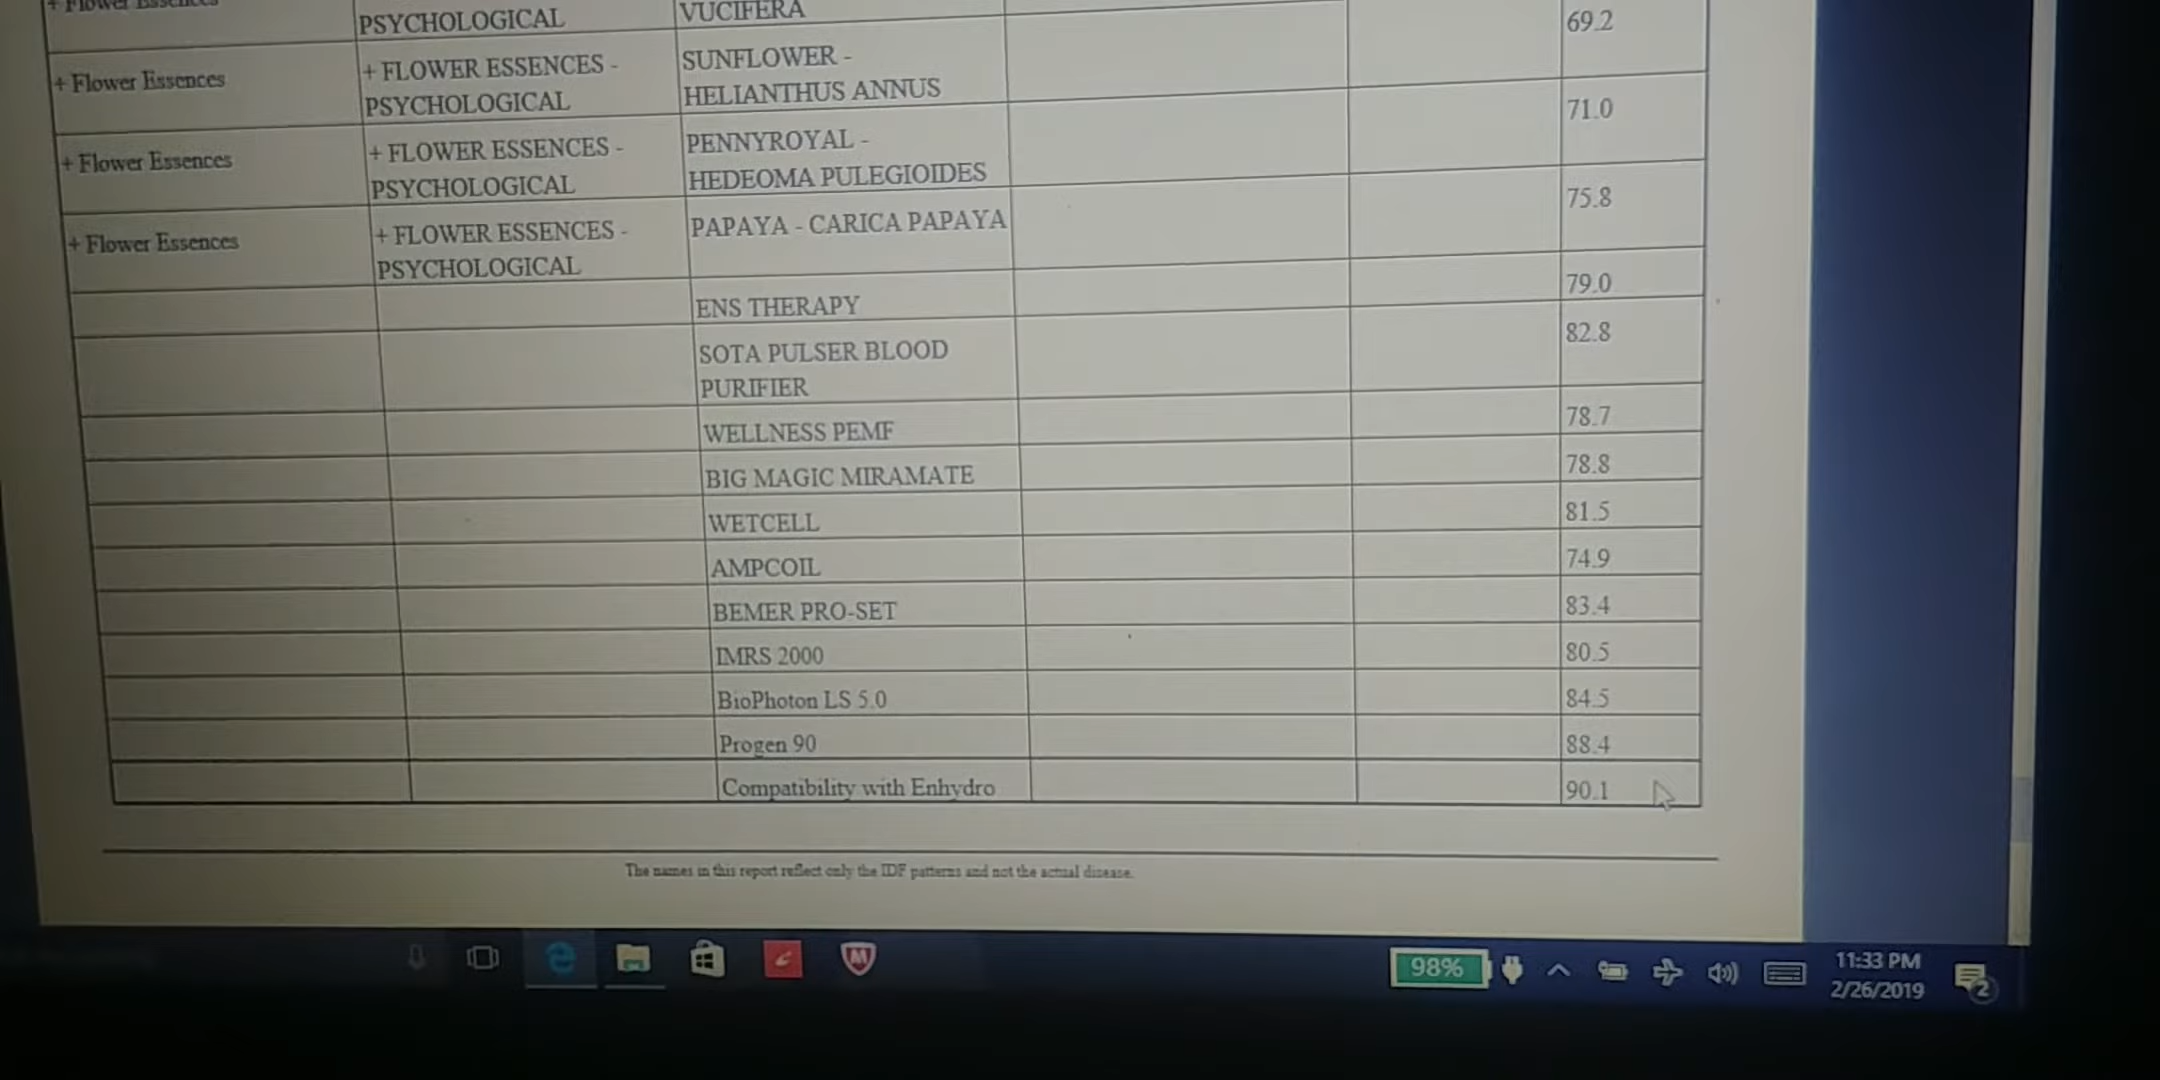 + Flower Essences
PSYCHOLOGICAL
VUCIFERA
69.2
+ Flower Essences
+ FLOWER ESSENCES -
PSYCHOLOGICAL
SUNFLOWER -
HELIANTHUS ANNUS
71.0
+ Flower Essences
+ FLOWER ESSENCES -
PSYCHOLOGICAL
PENNYROYAL -
HEDEOMA PULEGIOIDES
75.8
+ Flower Essences
+ FLOWER ESSENCES -
PSYCHOLOGICAL
PAPAYA - CARICA PAPAYA
79.0
ENS THERAPY
82.8
SOTA PULSER BLOOD
PURIFIER
78.7
WELLNESS PEMF
78.8
BIG MAGIC MIRAMATE
81.5
WETCELL
74.9
AMPCOIL
83.4
BEMER PRO-SET
80.5
IMRS 2000
84.5
BioPhoton LS 5.0
88.4
Progen 90
90.1
Compatibility with Enhydro
The names in this report reflect only the IDF patterns and not the actual disease.
98%
11:33 PM
2/26/2019
2